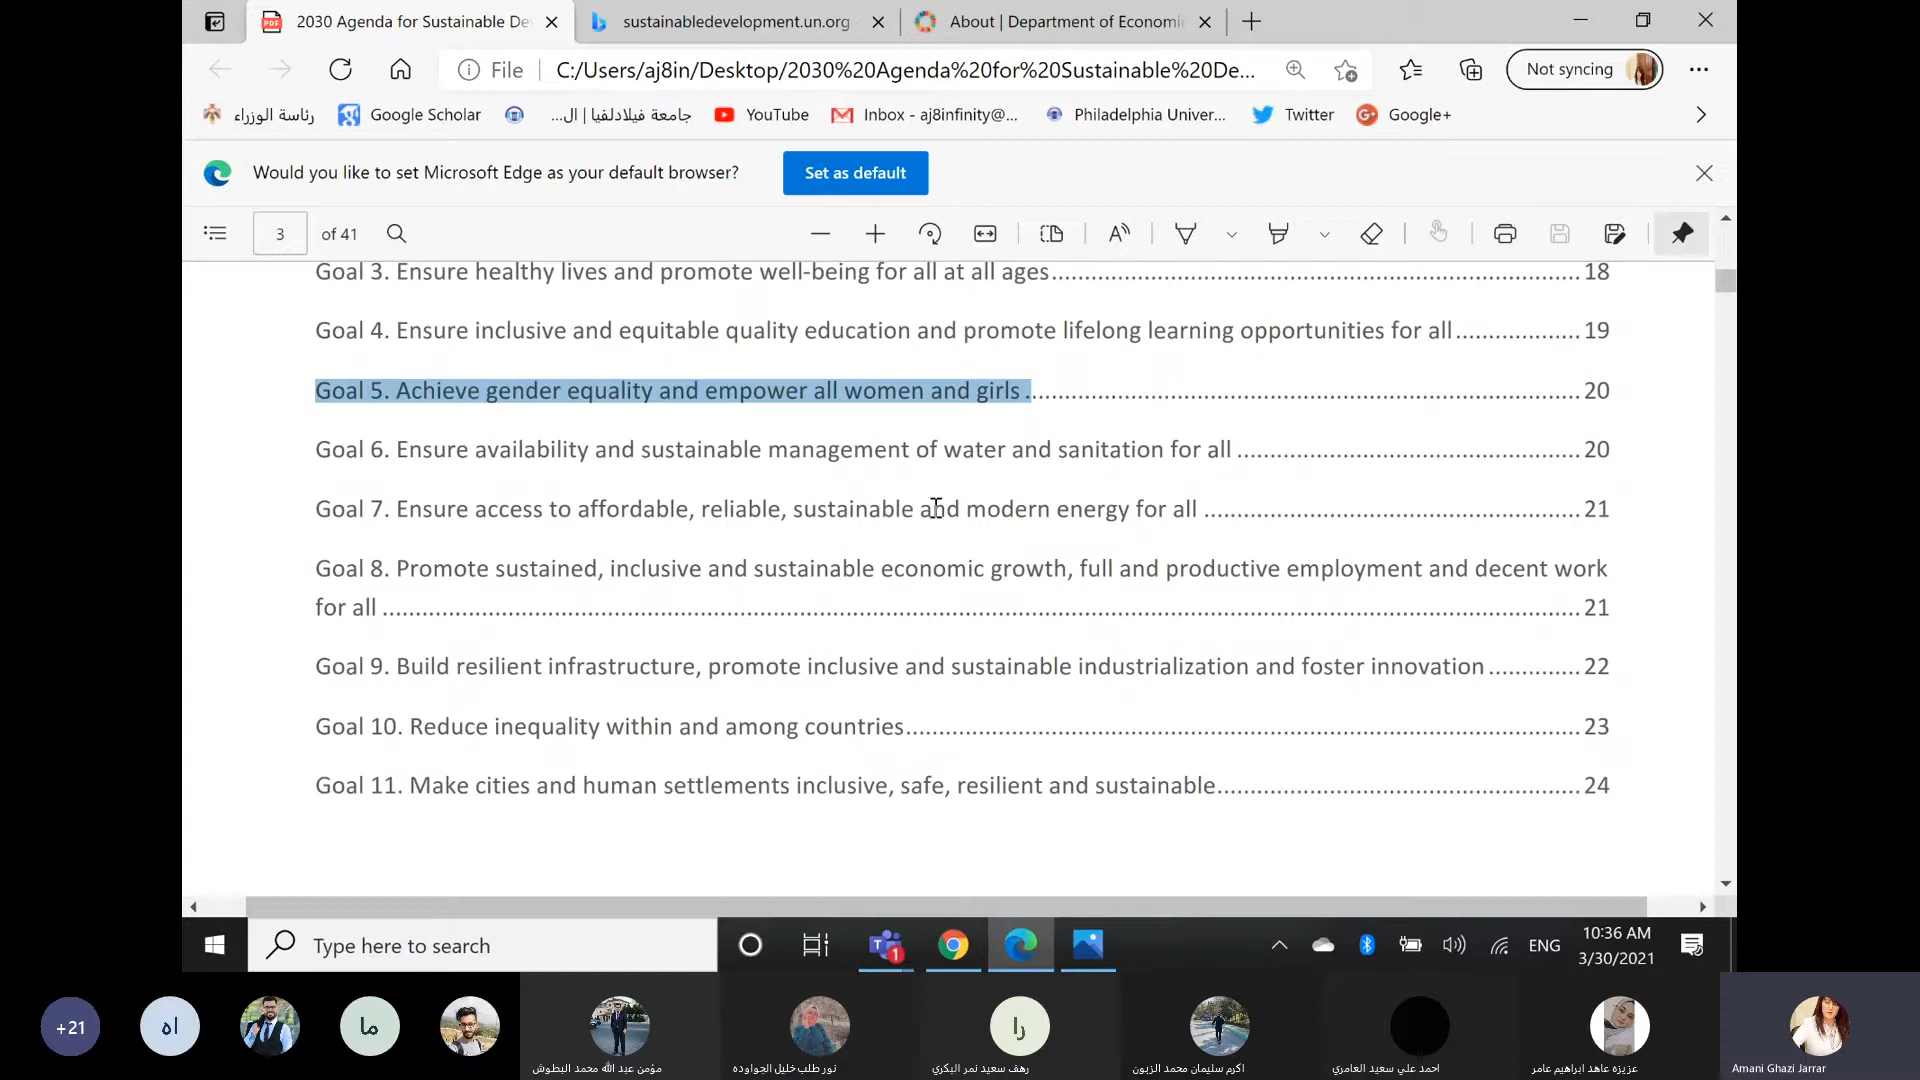 2030 Agenda for Sustainable De
sustainabledevelopment.un.org
About | Department of Economic
File
C:/Users/aj8in/Desktop/2030%20Agenda%20for%20Sustainable%20De...
Not syncing
رئاسة الوزراء
Google Scholar
جامعة فيلادلفيا | ال...
YouTube
Inbox - aj8infinity@...
Philadelphia Univer...
Twitter
Google+
Would you like to set Microsoft Edge as your default browser?
Set as default
3 of 41
Goal 3. Ensure healthy lives and promote well-being for all at all ages 18
Goal 4. Ensure inclusive and equitable quality education and promote lifelong learning opportunities for all 19
Goal 5. Achieve gender equality and empower all women and girls 20
Goal 6. Ensure availability and sustainable management of water and sanitation for all 20
Goal 7. Ensure access to affordable, reliable, sustainable and modern energy for all 21
Goal 8. Promote sustained, inclusive and sustainable economic growth, full and productive employment and decent work
for all 21
Goal 9. Build resilient infrastructure, promote inclusive and sustainable industrialization and foster innovation 22
Goal 10. Reduce inequality within and among countries 23
Goal 11. Make cities and human settlements inclusive, safe, resilient and sustainable 24
Type here to search
1
ENG
10:36 AM
3/30/2021
+21
اه
ما
را
مؤمن عبد الله محمد البطوش
نور طلب خليل الجواوده
رهف سعيد نمر البكري
اكرم سليمان محمد الزبون
احمد علي سعيد العامري
عزيزه عاهد ابراهيم عامر
Amani Ghazi Jarrar